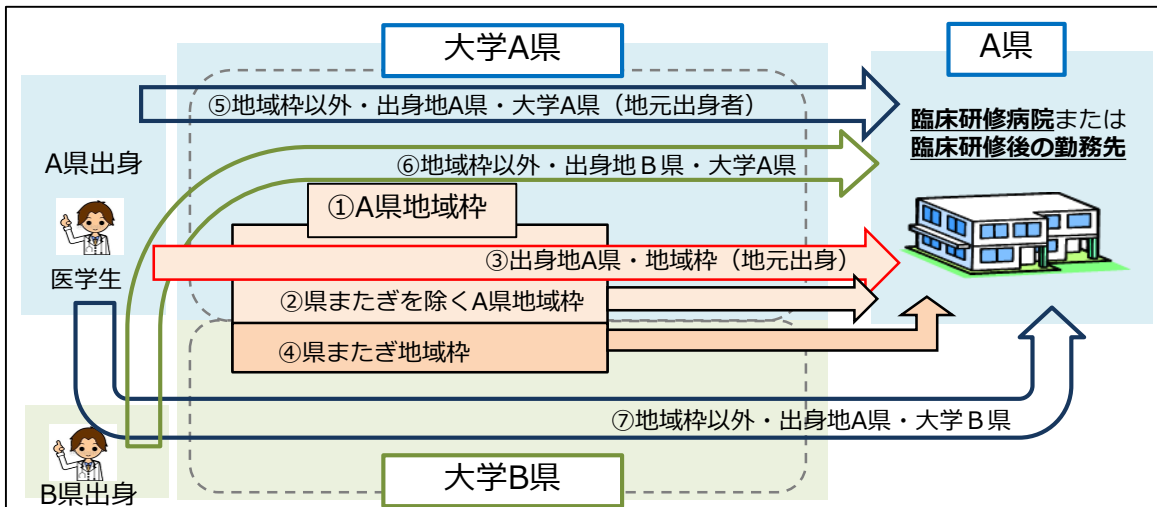 大学A県
A県
⑤地域枠以外・出身地A県・大学A県（地元出身者）
臨床研修病院または
臨床研修後の勤務先
A県出身
⑥地域枠以外・出身地Ｂ県・大学A県
①A県地域枠
③出身地A県・地域枠（地元出身）
医学生
②県またぎを除くA県地域枠
④県またぎ地域枠
⑦地域枠以外・出身地A県・大学Ｂ県
大学B県
B県出身